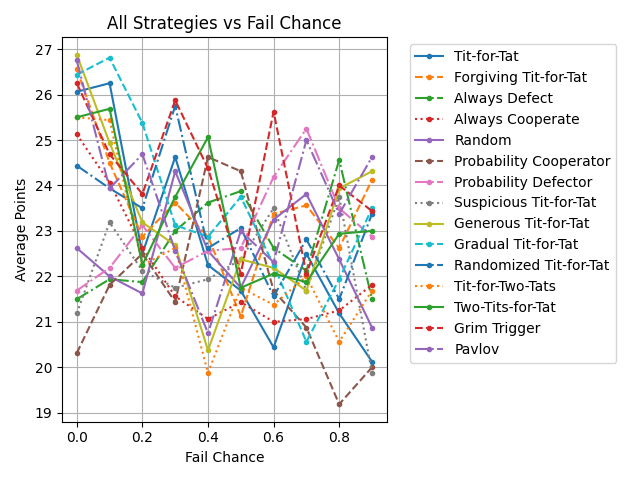 All Strategies vs Fail Chance
27
26
25
24
23
22
21
20
19
Average Points
0.0
0.2
0.4
0.6
0.8
Fail Chance
Tit-for-Tat
Forgiving Tit-for-Tat
Always Defect
Always Cooperate
Random
Probability Cooperator
Probability Defector
Suspicious Tit-for-Tat
Generous Tit-for-Tat
Gradual Tit-for-Tat
Randomized Tit-for-Tat
Tit-for-Two-Tats
Two-Tits-for-Tat
Grim Trigger
Pavlov